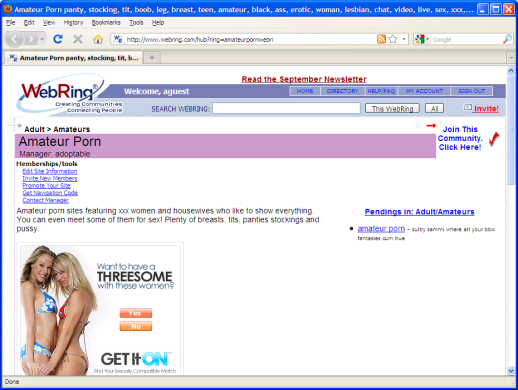 Amateur Porn panty, stocking, tit, boob, leg, breast, teen, amateur, black, ass, erotic, woman, lesbian, chat, video, live, sex, xxx,...
File Edit View History Bookmarks Tools Help
http://www.webring.com/hub?ring=amateurpornwebri
Google
Amateur Porn panty, stocking, tit, b...
Read the September Newsletter
WebRing®
Creating Communities
Connecting People
Welcome, aguest
HOME DIRECTORY HELP/FAQ MY ACCOUNT SIGN OUT
SEARCH WEBRING: This WebRing All Invite!
Adult > Amateurs
Amateur Porn
Manager: adoptable
Join This
Community.
Click Here!
Memberships/tools
Edit Site Information
Invite New Members
Promote Your Site
Get Navigation Code
Contact Manager
Amateur porn sites featuring xxx women and housewives who like to show everything.
You can even meet some of them for sex! Plenty of breasts, tits, panties stockings and
pussy.
Pendings in: Adult/Amateurs
amateur porn - sultry sammi where all your bbw
fantasies cum true
Want to have a
THREESOME
with these women?
Yes
No
GET it ON
Find Your Sexually Compatible Match
Done